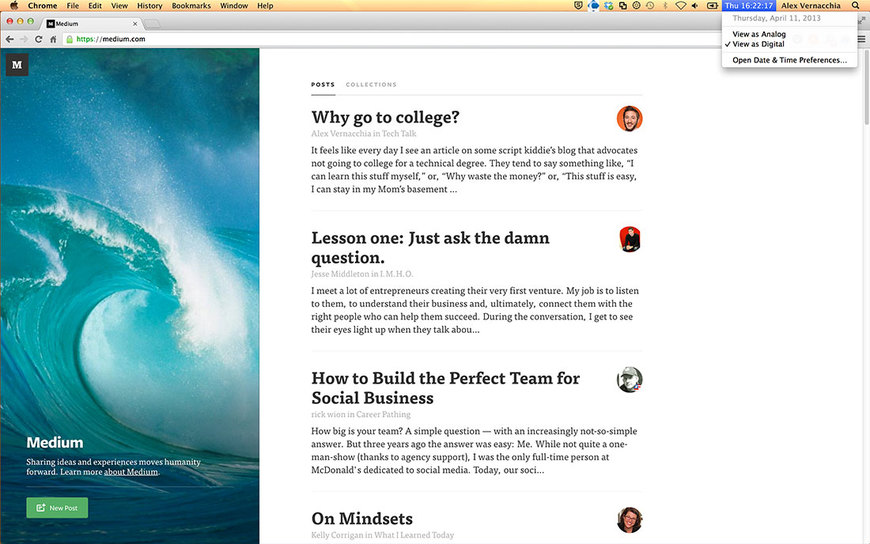 Chrome File Edit View History Bookmarks Window Help Thu 16:22:17 Alex Vernacchia
Thursday, April 11, 2013
View as Analog
✓ View as Digital
Open Date & Time Preferences...
M Medium
https://medium.com
M
POSTS COLLECTIONS
Why go to college?
Alex Vernacchia in Tech Talk
It feels like every day I see an article on some script kiddie's blog that advocates
not going to college for a technical degree. They tend to say something like, "I
can learn this stuff myself," or, "Why waste the money?" or, "This stuff is easy,
I can stay in my Mom's basement ...
Lesson one: Just ask the damn
question.
Jesse Middleton in I.M.H.O.
I meet a lot of entrepreneurs creating their very first venture. My job is to listen
to them, to understand their business and, ultimately, connect them with the
right people who can help them succeed. During the conversation, I get to see
their eyes light up when they talk abou...
How to Build the Perfect Team for
Social Business
rick wion in Career Pathing
How big is your team? A simple question — with an increasingly not-so-simple
answer. But three years ago the answer was easy: Me. While not quite a one-
man-show (thanks to agency support), I was the only full-time person at
McDonald's dedicated to social media. Today, our soci...
On Mindsets
Kelly Corrigan in What I Learned Today
Medium
Sharing ideas and experiences moves humanity
forward. Learn more about Medium.
New Post